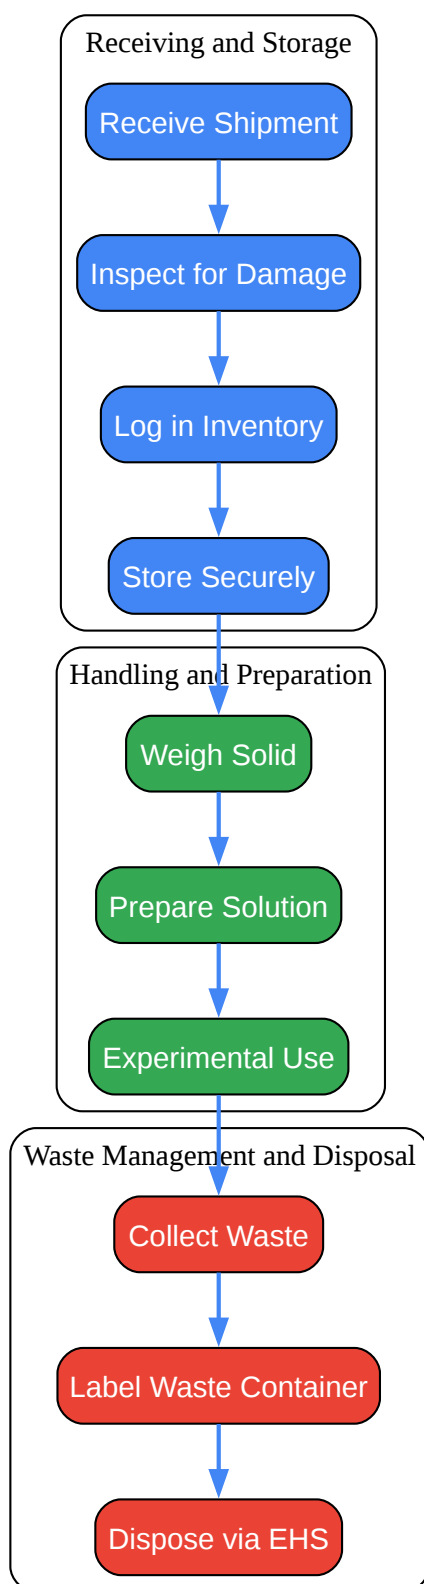 Receiving and Storage
Receive Shipment
Inspect for Damage
Log in Inventory
Store Securely
Handling and Preparation
Weigh Solid
Prepare Solution
Experimental Use
Waste Management and Disposal
Collect Waste
Label Waste Container
Dispose via EHS